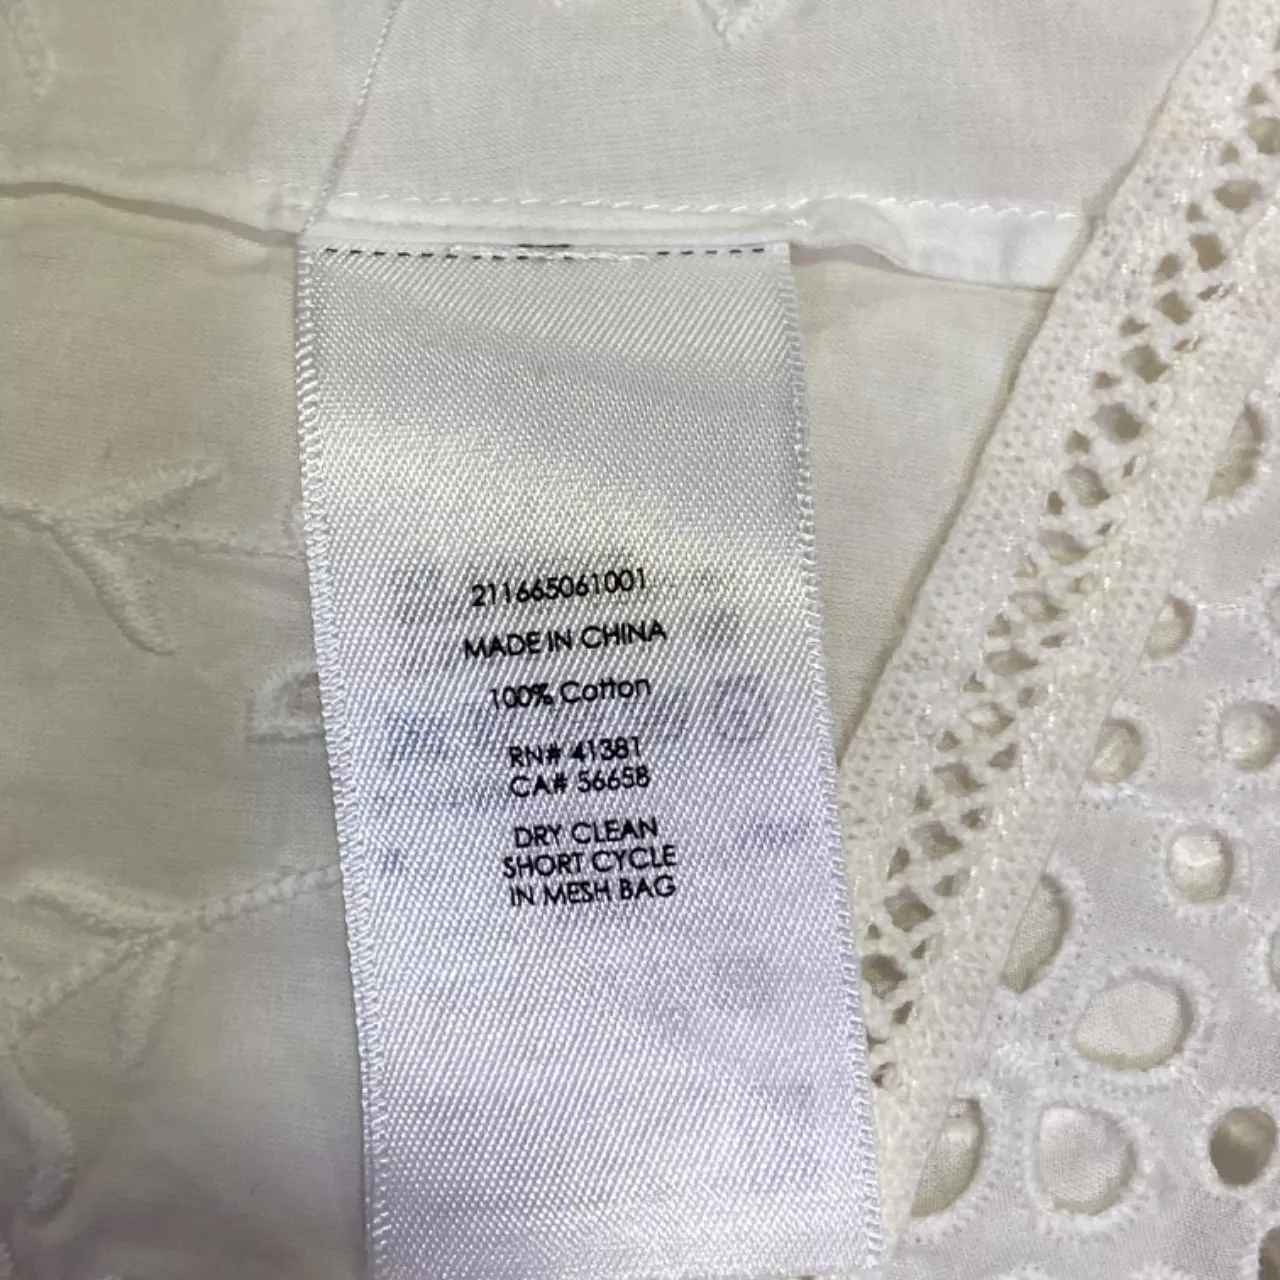 211665061001
MADE IN CHINA
100% Cotton
RN# 41381
CA# 56658
DRY CLEAN
SHORT CYCLE
IN MESH BAG